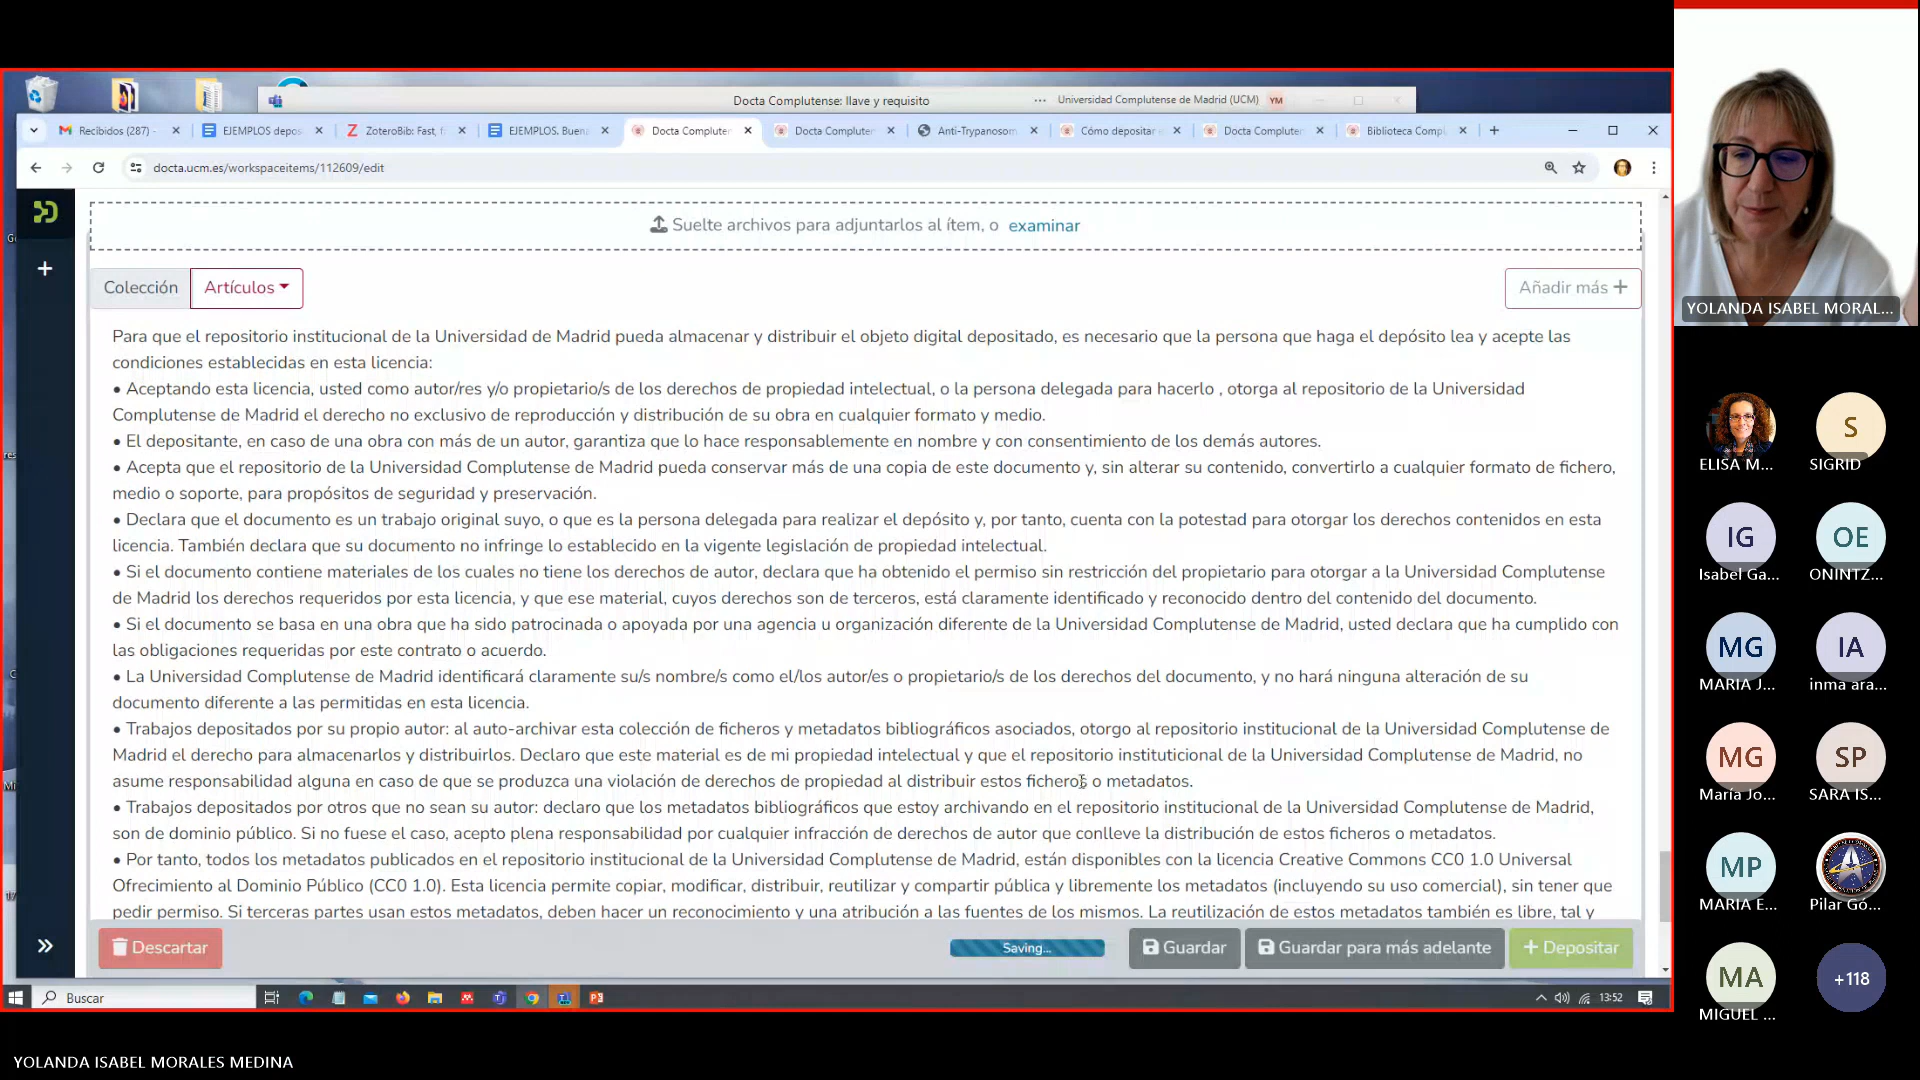 Docta Complutense: llave y requisito
Universidad Complutense de Madrid (UCM)
YM
Recibidos (287) -
EJEMPLOS depos
ZoteroBib: Fast, f
EJEMPLOS. Buen
Docta Compluten
Docta Compluten
Anti-Trypanosom
Cómo depositar
Docta Compluten
Biblioteca Compl
docta.ucm.es/workspaceitems/112609/edit
Suelte archivos para adjuntarlos al ítem, o examinar
Colección
Artículos
Añadir más +
Para que el repositorio institucional de la Universidad de Madrid pueda almacenar y distribuir el objeto digital depositado, es necesario que la persona que haga el depósito lea y acepte las
condiciones establecidas en esta licencia:
• Aceptando esta licencia, usted como autor/res y/o propietario/s de los derechos de propiedad intelectual, o la persona delegada para hacerlo , otorga al repositorio de la Universidad
Complutense de Madrid el derecho no exclusivo de reproducción y distribución de su obra en cualquier formato y medio.
• El depositante, en caso de una obra con más de un autor, garantiza que lo hace responsablemente en nombre y con consentimiento de los demás autores.
• Acepta que el repositorio de la Universidad Complutense de Madrid pueda conservar más de una copia de este documento y, sin alterar su contenido, convertirlo a cualquier formato de fichero,
medio o soporte, para propósitos de seguridad y preservación.
• Declara que el documento es un trabajo original suyo, o que es la persona delegada para realizar el depósito y, por tanto, cuenta con la potestad para otorgar los derechos contenidos en esta
licencia. También declara que su documento no infringe lo establecido en la vigente legislación de propiedad intelectual.
• Si el documento contiene materiales de los cuales no tiene los derechos de autor, declara que ha obtenido el permiso sin restricción del propietario para otorgar a la Universidad Complutense
de Madrid los derechos requeridos por esta licencia, y que ese material, cuyos derechos son de terceros, está claramente identificado y reconocido dentro del contenido del documento.
• Si el documento se basa en una obra que ha sido patrocinada o apoyada por una agencia u organización diferente de la Universidad Complutense de Madrid, usted declara que ha cumplido con
las obligaciones requeridas por este contrato o acuerdo.
• La Universidad Complutense de Madrid identificará claramente su/s nombre/s como el/los autor/es o propietario/s de los derechos del documento, y no hará ninguna alteración de su
documento diferente a las permitidas en esta licencia.
• Trabajos depositados por su propio autor: al auto-archivar esta colección de ficheros y metadatos bibliográficos asociados, otorgo al repositorio institucional de la Universidad Complutense de
Madrid el derecho para almacenarlos y distribuirlos. Declaro que este material es de mi propiedad intelectual y que el repositorio instituticional de la Universidad Complutense de Madrid, no
asume responsabilidad alguna en caso de que se produzca una violación de derechos de propiedad al distribuir estos ficheros o metadatos.
• Trabajos depositados por otros que no sean su autor: declaro que los metadatos bibliográficos que estoy archivando en el repositorio institucional de la Universidad Complutense de Madrid,
son de dominio público. Si no fuese el caso, acepto plena responsabilidad por cualquier infracción de derechos de autor que conlleve la distribución de estos ficheros o metadatos.
• Por tanto, todos los metadatos publicados en el repositorio institucional de la Universidad Complutense de Madrid, están disponibles con la licencia Creative Commons CC0 1.0 Universal
Ofrecimiento al Dominio Público (CC0 1.0). Esta licencia permite copiar, modificar, distribuir, reutilizar y compartir pública y libremente los metadatos (incluyendo su uso comercial), sin tener que
pedir permiso. Si terceras partes usan estos metadatos, deben hacer un reconocimiento y una atribución a las fuentes de los mismos. La reutilización de estos metadatos también es libre, tal y
Descartar
Saving...
Guardar
Guardar para más adelante
+ Depositar
Buscar
13:52
YOLANDA ISABEL MORAL...
ELISA M...
S
SIGRID
IG
Isabel Ga...
OE
ONINTZ...
MG
MARIA J...
IA
inma ara...
MG
María Jo...
SP
SARA IS...
MP
MARIA E...
Pilar Gó...
MA
MIGUEL ...
+118
YOLANDA ISABEL MORALES MEDINA